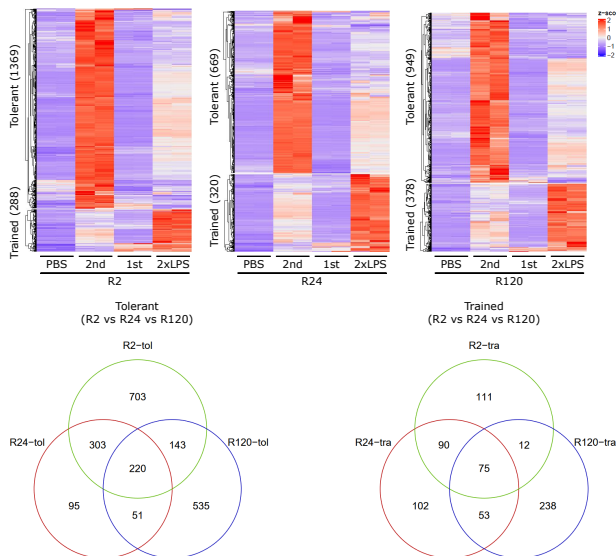 z-sco
2
1
0
−1
−2
Tolerant (1369)
Trained (288)
PBS 2nd 1st 2xLPS
R2
Tolerant (669)
Trained (320)
PBS 2nd 1st 2xLPS
R24
Tolerant (949)
Trained (378)
PBS 2nd 1st 2xLPS
R120
Tolerant
(R2 vs R24 vs R120)
R2−tol
703
R24−tol
303
143
R120−tol
220
95
51
535
Trained
(R2 vs R24 vs R120)
R2−tra
111
R24−tra
90
12
R120−tra
75
102
53
238